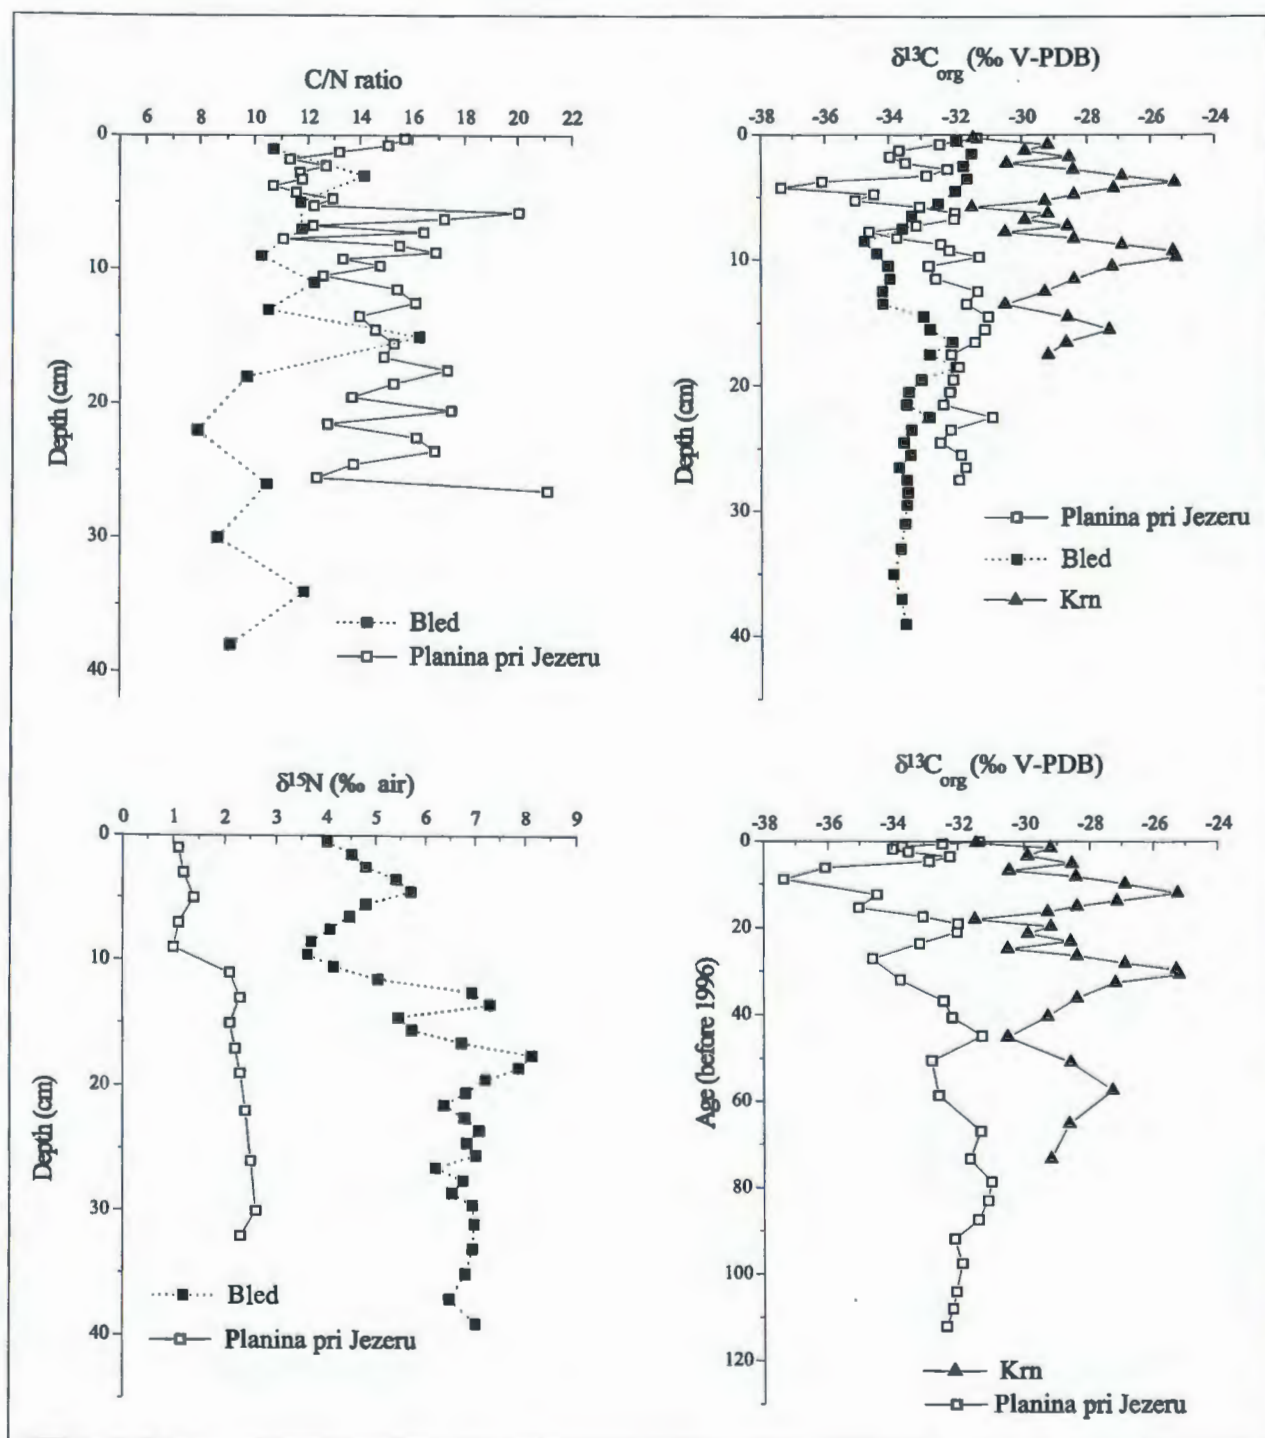 C/N ratio
6 8 10 12 14 16 18 20 22
0
10
20
30
40
Depth (cm)
Bled
Planina pri Jezeru
δ¹³C_org (‰ V-PDB)
-38 -36 -34 -32 -30 -28 -26 -24
0
10
20
30
40
Depth (cm)
Planina pri Jezeru
Bled
Krn
δ¹⁵N (‰ air)
0 1 2 3 4 5 6 7 8 9
0
10
20
30
40
Depth (cm)
Bled
Planina pri Jezeru
δ¹³C_org (‰ V-PDB)
-38 -36 -34 -32 -30 -28 -26 -24
0
20
40
60
80
100
120
Age (before 1996)
Krn
Planina pri Jezeru